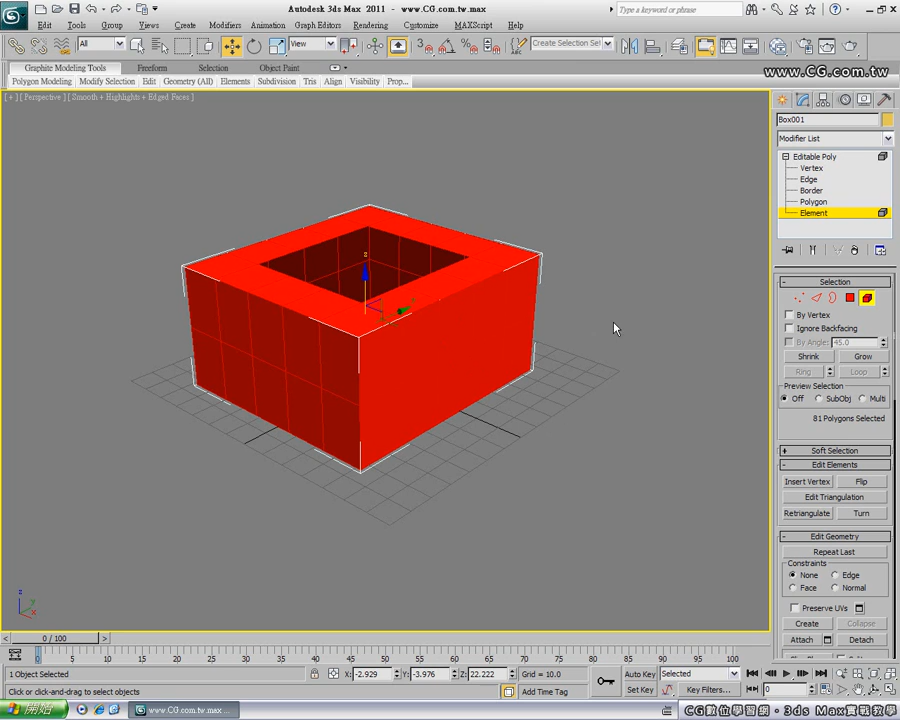 Autodesk 3ds Max 2011 - www.CG.com.tw.max
Type a keyword or phrase
Edit Tools Group Views Create Modifiers Animation Graph Editors Rendering Customize MAXScript Help
All View Create Selection Set
Graphite Modeling Tools Freeform Selection Object Paint
Polygon Modeling Modify Selection Edit Geometry (All) Elements Subdivision Tris Align Visibility Prop...
www.CG.com.tw
[ + ] [ Perspective ] [ Smooth + Highlights + Edged Faces ]
Box001
Modifier List
Editable Poly
Vertex
Edge
Border
Polygon
Element
Selection
By Vertex
Ignore Backfacing
By Angle: 45.0
Shrink Grow
Ring Loop
Preview Selection
Off SubObj Multi
81 Polygons Selected
Soft Selection
Edit Elements
Insert Vertex Flip
Edit Triangulation
Retriangulate Turn
Edit Geometry
Repeat Last
Constraints
None Edge
Face Normal
Preserve UVs
Create Collapse
Attach Detach
z
z
y
x
0 / 100
0 5 10 15 20 25 30 35 40 45 50 55 60 65 70 75 80 85 90 95 100
1 Object Selected X: -2.929 Y: -3.976 Z: 22.222 Grid = 10.0 Auto Key Selected
Click or click-and-drag to select objects Add Time Tag Set Key Key Filters... 0
開始 www.CG.com.tw.max ... CG數位學習網 - 3ds Max實戰教學